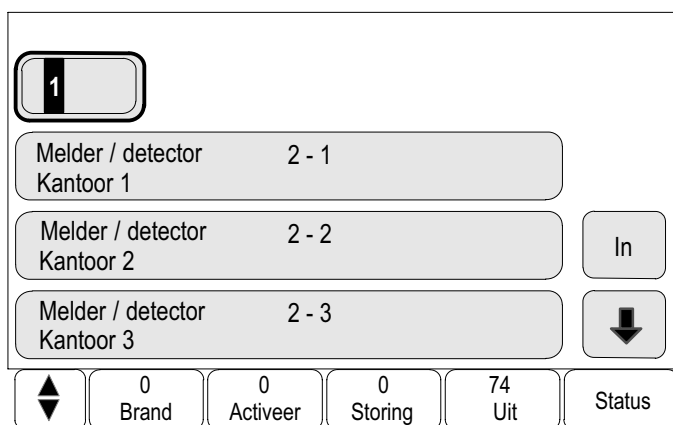 1
Melder / detector 2 - 1
Kantoor 1
Melder / detector 2 - 2
Kantoor 2
In
Melder / detector 2 - 3
Kantoor 3
0 0 0 74
Brand Activeer Storing Uit Status